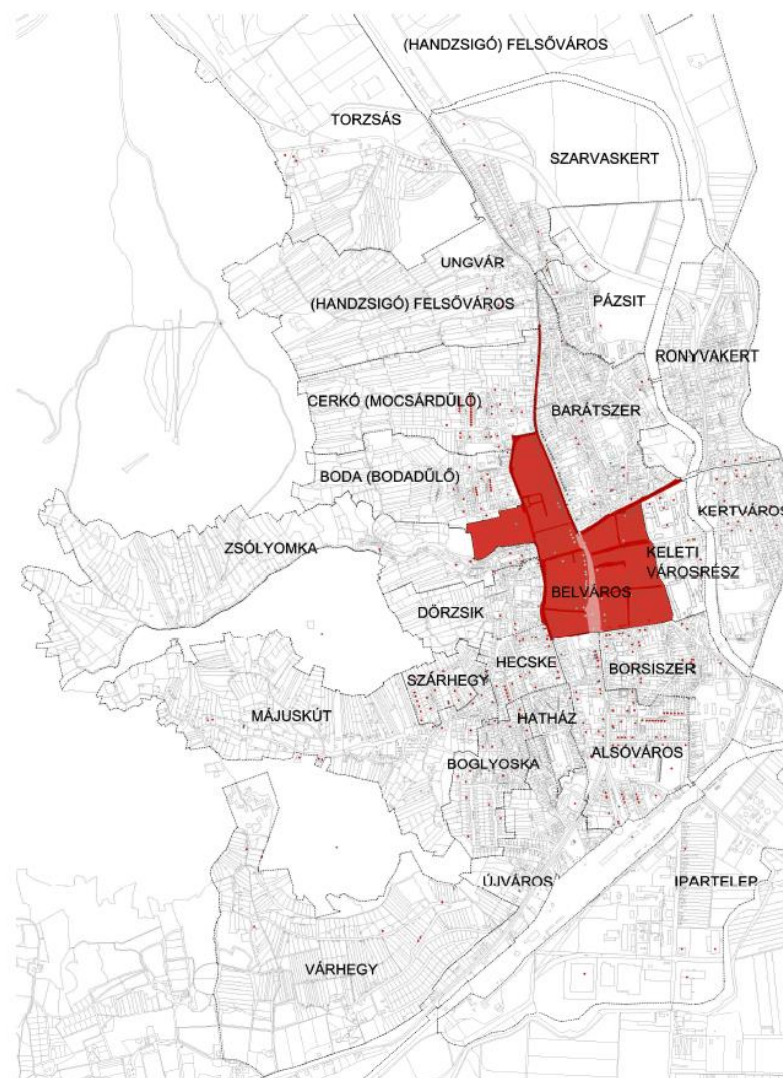 (HANDZSIGÓ) FELSŐVÁROS
TORZSÁS
SZARVASKERT
UNGVÁR
(HANDZSIGÓ) FELSŐVÁROS
PÁZSIT
RONYVAKERT
CERKÓ (MOCSÁRDŰLŐ)
BARÁTSZER
BODA (BODADŰLŐ)
KERTVÁROS
ZSÓLYOMKA
KELETI
VÁROSRÉSZ
BELVÁROS
DÖRZSIK
HECSKE
BORSISZER
SZÁRHEGY
MÁJUSKÚT
HATHÁZ
ALSÓVÁROS
BOGLYOSKA
ÚJVÁROS
IPARTELEP
VÁRHEGY